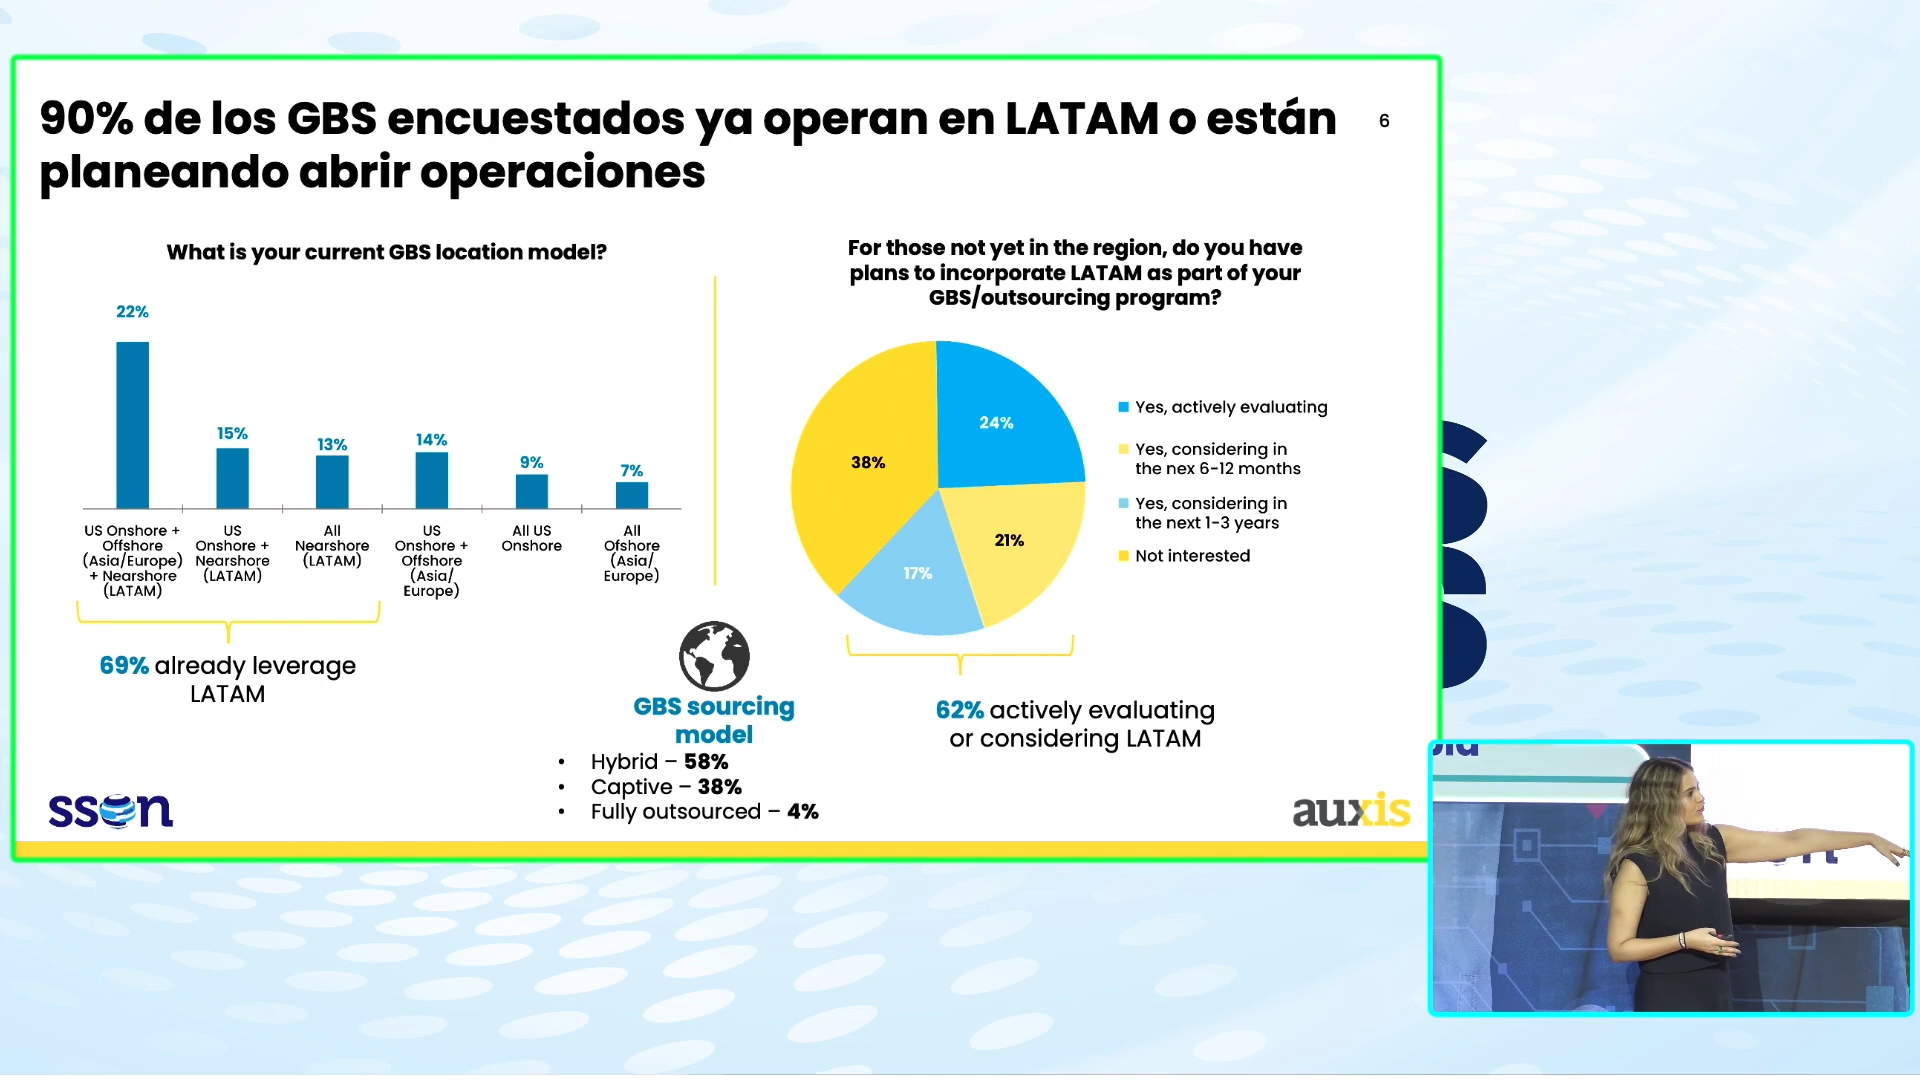 90% de los GBS encuestados ya operan en LATAM o están
planeando abrir operaciones
6
What is your current GBS location model?
22%
15%
13%
14%
9%
7%
US Onshore +
Offshore
(Asia/Europe)
+ Nearshore
(LATAM)
US
Onshore +
Nearshore
(LATAM)
All
Nearshore
(LATAM)
US
Onshore +
Offshore
(Asia/
Europe)
All US
Onshore
All
Ofshore
(Asia/
Europe)
69% already leverage
LATAM
For those not yet in the region, do you have
plans to incorporate LATAM as part of your
GBS/outsourcing program?
24%
38%
21%
17%
Yes, actively evaluating
Yes, considering in
the nex 6-12 months
Yes, considering in
the next 1-3 years
Not interested
62% actively evaluating
or considering LATAM
GBS sourcing
model
• Hybrid – 58%
• Captive – 38%
• Fully outsourced – 4%
sson
auxis